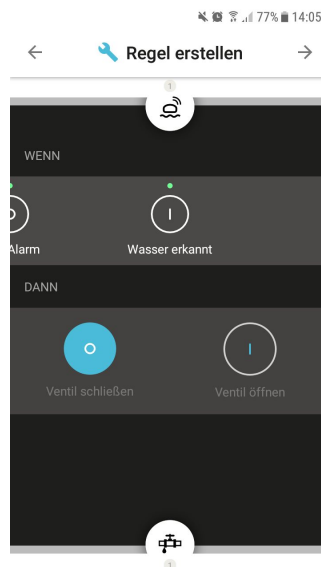 77% 14:05
Regel erstellen
1
WENN
Alarm
Wasser erkannt
DANN
Ventil schließen
Ventil öffnen
1